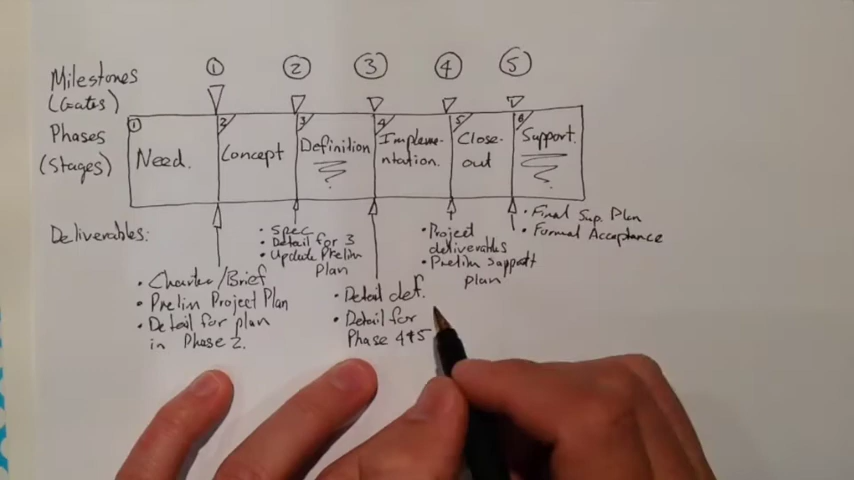 Milestones
(Gates)
① ② ③ ④ ⑤
Phases
(Stages)
① Need.
2 Concept
3 Definition
4 Impleme-
ntation.
5 Close-
out
6 Support.
Deliverables:
• Charter/Brief
• Prelim Project Plan
• Detail for plan
in Phase 2.
• Spec
• Detail for 3
• Update Prelim
Plan
• Detail def.
• Detail for
Phase 4+5
• Project
deliverables
• Prelim Support
plan
• Final Sup. Plan
• Formal Acceptance